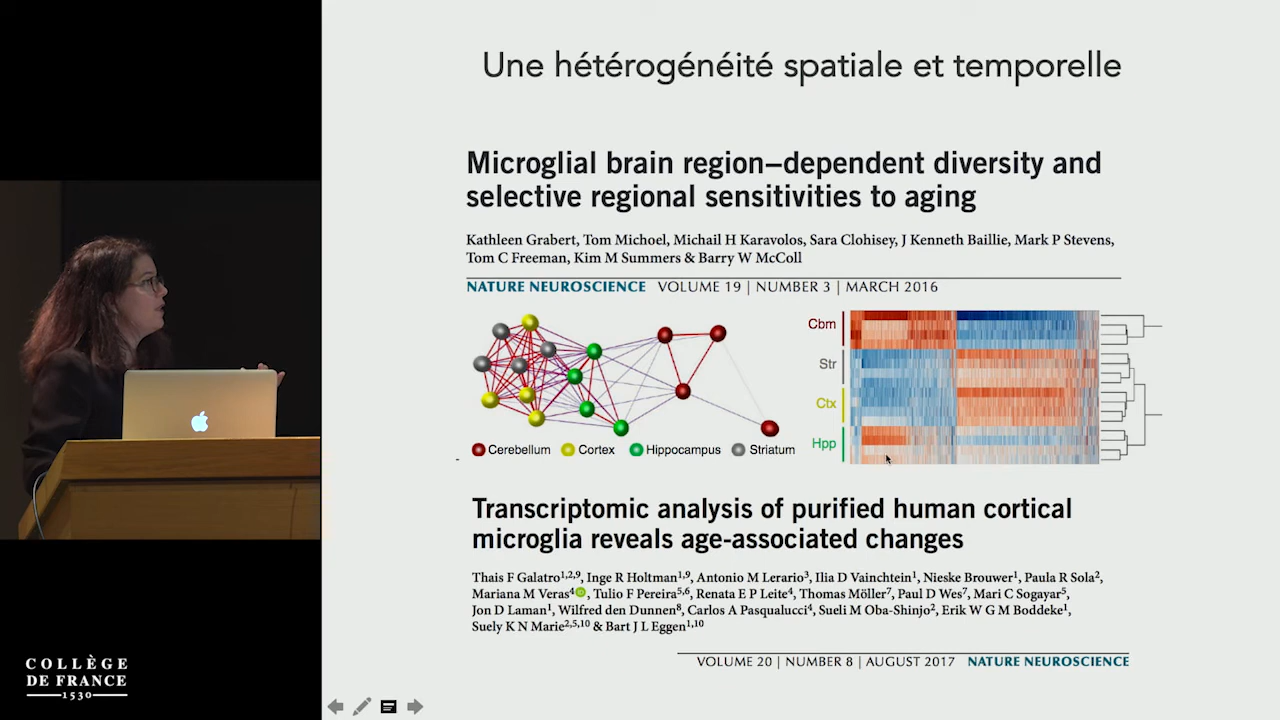 Une hétérogénéité spatiale et temporelle
Microglial brain region–dependent diversity and
selective regional sensitivities to aging
Kathleen Grabert, Tom Michoel, Michail H Karavolos, Sara Clohisey, J Kenneth Baillie, Mark P Stevens,
Tom C Freeman, Kim M Summers & Barry W McColl
NATURE NEUROSCIENCE VOLUME 19 | NUMBER 3 | MARCH 2016
Cbm
Str
Ctx
Hpp
Cerebellum Cortex Hippocampus Striatum
Transcriptomic analysis of purified human cortical
microglia reveals age-associated changes
Thais F Galatro1,2,9, Inge R Holtman1,9, Antonio M Lerario3, Ilia D Vainchtein1, Nieske Brouwer1, Paula R Sola2,
Mariana M Veras4, Tulio F Pereira5,6, Renata E P Leite4, Thomas Möller7, Paul D Wes7, Mari C Sogayar5,
Jon D Laman1, Wilfred den Dunnen8, Carlos A Pasqualucci4, Sueli M Oba-Shinjo2, Erik W G M Boddeke1,
Suely K N Marie2,5,10 & Bart J L Eggen1,10
VOLUME 20 | NUMBER 8 | AUGUST 2017 NATURE NEUROSCIENCE
COLLÈGE
DE FRANCE
1530